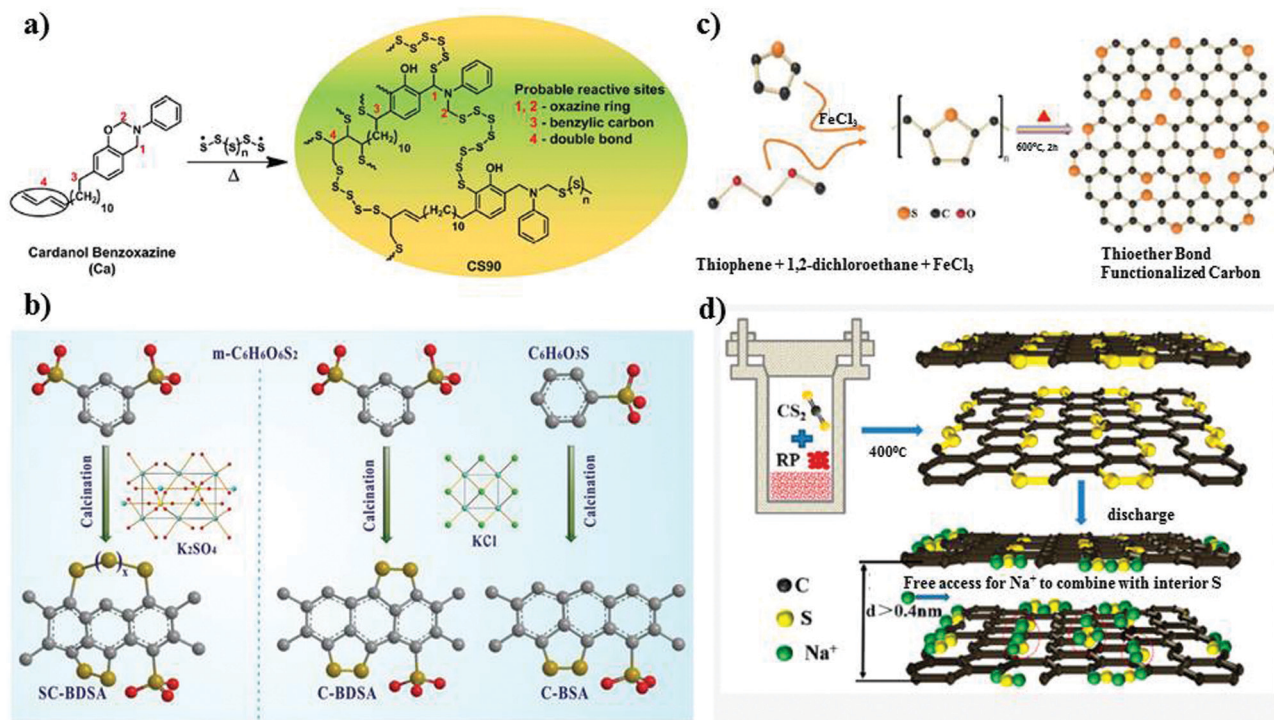 a)
Cardanol Benzoxazine
(Ca)
Probable reactive sites
1, 2 - oxazine ring
3 - benzylic carbon
4 - double bond
CS90
b)
m-C6H6O6S2
C6H6O3S
Calcination
K2SO4
Calcination
KCl
Calcination
SC-BDSA
C-BDSA
C-BSA
c)
FeCl3
600ºC, 2h
S C O
Thiophene + 1,2-dichloroethane + FeCl3
Thioether Bond
Functionalized Carbon
d)
CS2
RP
400ºC
discharge
Free access for Na+ to combine with interior S
d>0.4nm
C
S
Na+